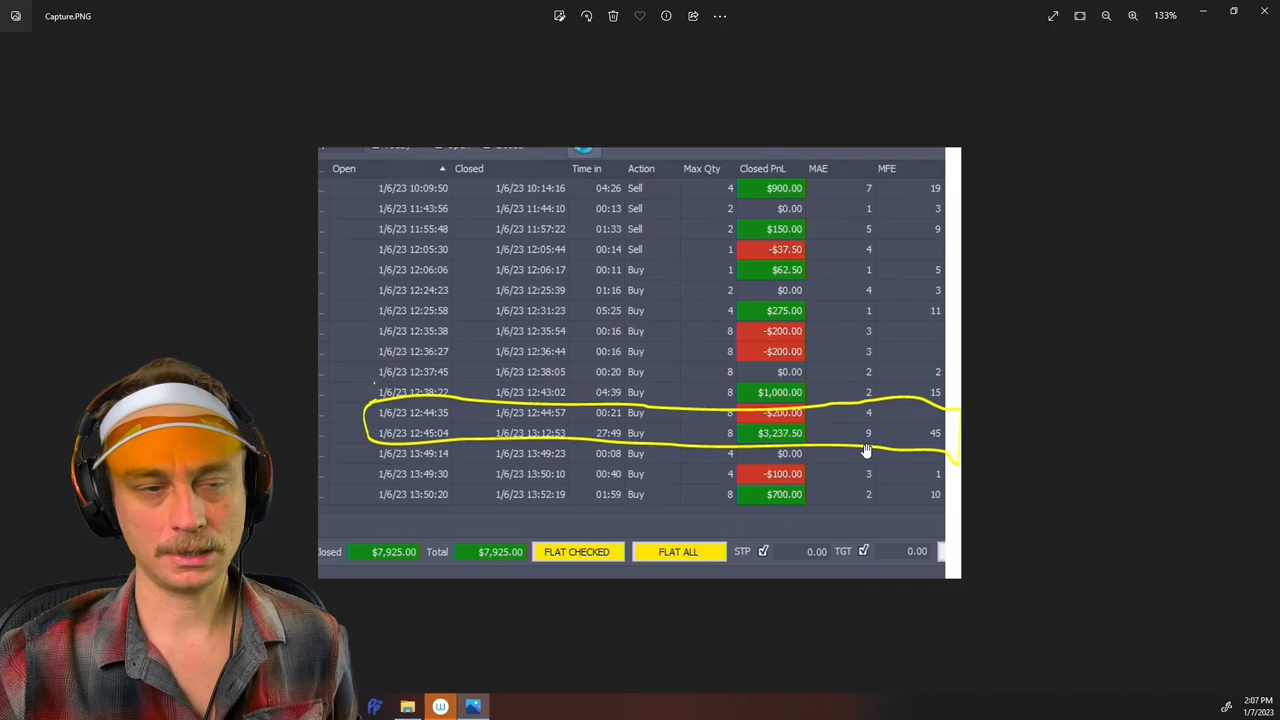 Capture.PNG
133%
Open Closed Time in Action Max Qty Closed PnL MAE MFE
1/6/23 10:09:50 1/6/23 10:14:16 04:26 Sell 4 $900.00 7 19
1/6/23 11:43:56 1/6/23 11:44:10 00:13 Sell 2 $0.00 1 3
1/6/23 11:55:48 1/6/23 11:57:22 01:33 Sell 2 $150.00 5 9
1/6/23 12:05:30 1/6/23 12:05:44 00:14 Sell 1 -$37.50 4
1/6/23 12:06:06 1/6/23 12:06:17 00:11 Buy 1 $62.50 1 5
1/6/23 12:24:23 1/6/23 12:25:39 01:16 Buy 2 $0.00 4 3
1/6/23 12:25:58 1/6/23 12:31:23 05:25 Buy 4 $275.00 1 11
1/6/23 12:35:38 1/6/23 12:35:54 00:16 Buy 8 -$200.00 3
1/6/23 12:36:27 1/6/23 12:36:44 00:16 Buy 8 -$200.00 3
1/6/23 12:37:45 1/6/23 12:38:05 00:20 Buy 8 $0.00 2 2
1/6/23 12:38:22 1/6/23 12:43:02 04:39 Buy 8 $1,000.00 2 15
1/6/23 12:44:35 1/6/23 12:44:57 00:21 Buy 8 -$200.00 4
1/6/23 12:45:04 1/6/23 13:12:53 27:49 Buy 8 $3,237.50 9 45
1/6/23 13:49:14 1/6/23 13:49:23 00:08 Buy 4 $0.00
1/6/23 13:49:30 1/6/23 13:50:10 00:40 Buy 4 -$100.00 3 1
1/6/23 13:50:20 1/6/23 13:52:19 01:59 Buy 8 $700.00 2 10
losed $7,925.00 Total $7,925.00 FLAT CHECKED FLAT ALL STP 0.00 TGT 0.00
2:07 PM
1/7/2023